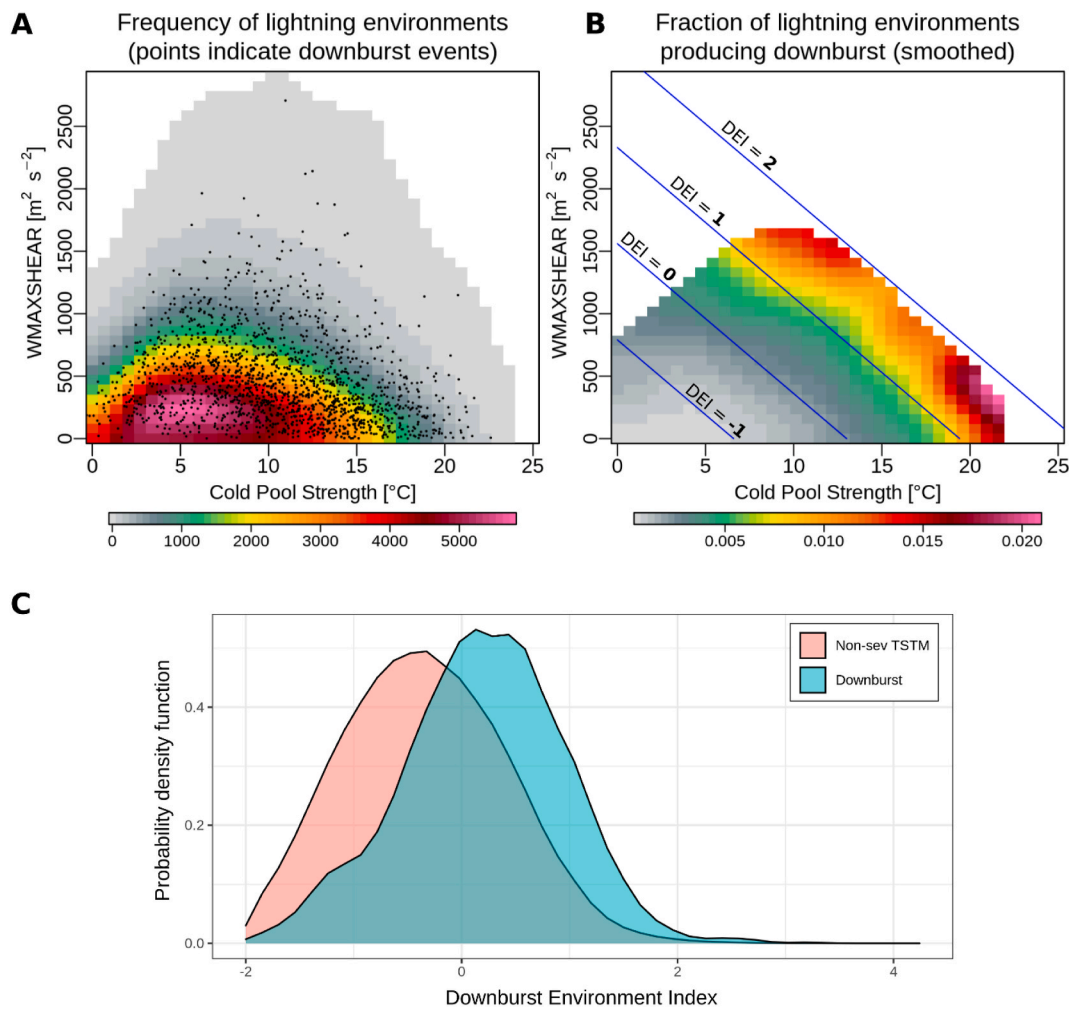 A
Frequency of lightning environments
(points indicate downburst events)
WMAXSHEAR [m² s⁻²]
0
500
1000
1500
2000
2500
0 5 10 15 20 25
Cold Pool Strength [°C]
0 1000 2000 3000 4000 5000
B
Fraction of lightning environments
producing downburst (smoothed)
WMAXSHEAR [m² s⁻²]
0
500
1000
1500
2000
2500
DEI = 2
DEI = 1
DEI = 0
DEI = -1
0 5 10 15 20 25
Cold Pool Strength [°C]
0.005 0.010 0.015 0.020
C
Probability density function
0.4
0.2
0.0
Non-sev TSTM
Downburst
-2 0 2 4
Downburst Environment Index